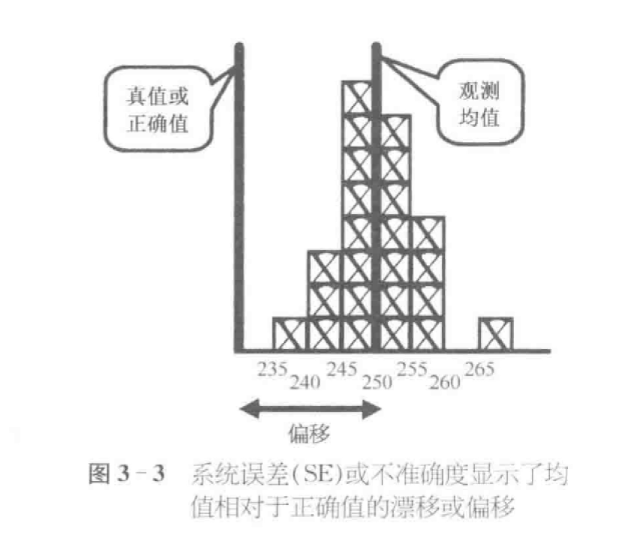 真值或
正确值
观测
均值
235
240
245
250
255
260
265
偏移
图3-3 系统误差(SE)或不准确度显示了均
值相对于正确值的漂移或偏移